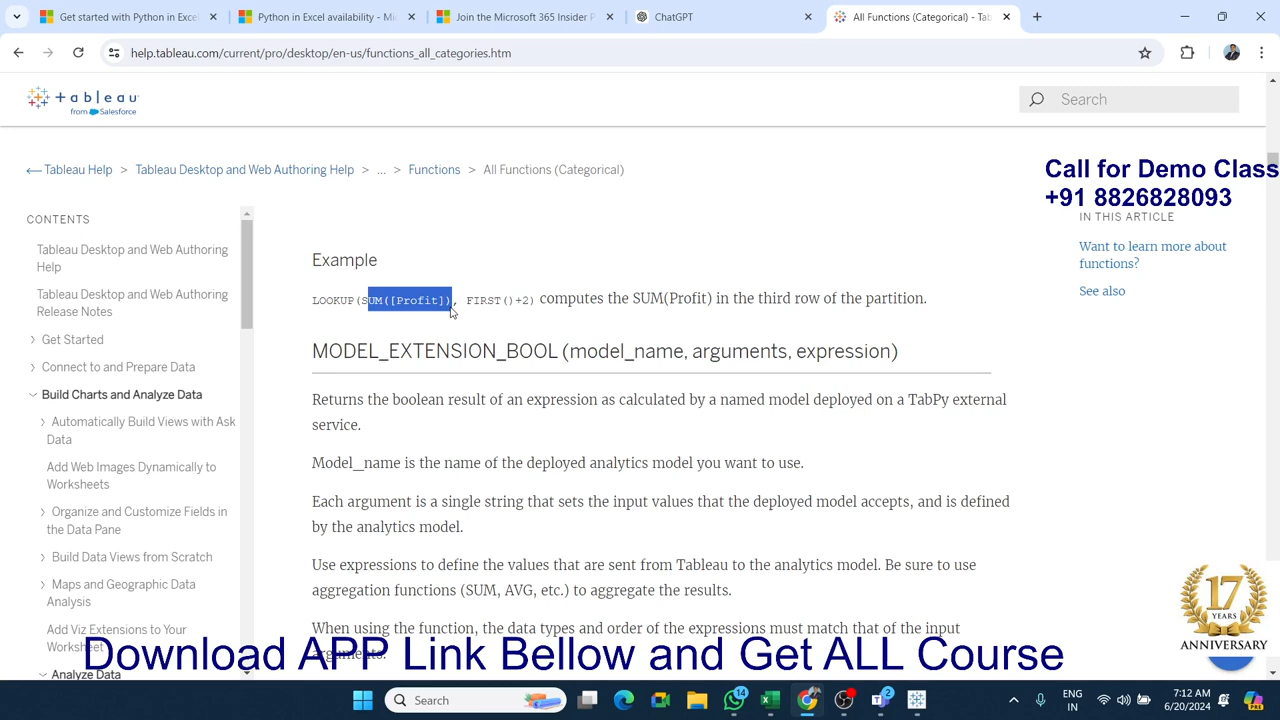 Get started with Python in Excel
Python in Excel availability - Mi
Join the Microsoft 365 Insider P
ChatGPT
All Functions (Categorical) - Tab
help.tableau.com/current/pro/desktop/en-us/functions_all_categories.htm
tableau
from Salesforce
Search
Tableau Help > Tableau Desktop and Web Authoring Help > ... > Functions > All Functions (Categorical)
Call for Demo Class
+91 8826828093
CONTENTS
Tableau Desktop and Web Authoring
Help
Tableau Desktop and Web Authoring
Release Notes
Get Started
Connect to and Prepare Data
Build Charts and Analyze Data
Automatically Build Views with Ask
Data
Add Web Images Dynamically to
Worksheets
Organize and Customize Fields in
the Data Pane
Build Data Views from Scratch
Maps and Geographic Data
Analysis
Add Viz Extensions to Your
Worksheet
Analyze Data
Example
LOOKUP(SUM([Profit]), FIRST()+2) computes the SUM(Profit) in the third row of the partition.
MODEL_EXTENSION_BOOL (model_name, arguments, expression)
Returns the boolean result of an expression as calculated by a named model deployed on a TabPy external
service.
Model_name is the name of the deployed analytics model you want to use.
Each argument is a single string that sets the input values that the deployed model accepts, and is defined
by the analytics model.
Use expressions to define the values that are sent from Tableau to the analytics model. Be sure to use
aggregation functions (SUM, AVG, etc.) to aggregate the results.
When using the function, the data types and order of the expressions must match that of the input
arguments.
IN THIS ARTICLE
Want to learn more about
functions?
See also
17
YEARS
ANNIVERSARY
Download APP Link Bellow and Get ALL Course
Search
14
2
ENG
IN
7:12 AM
6/20/2024
PRE